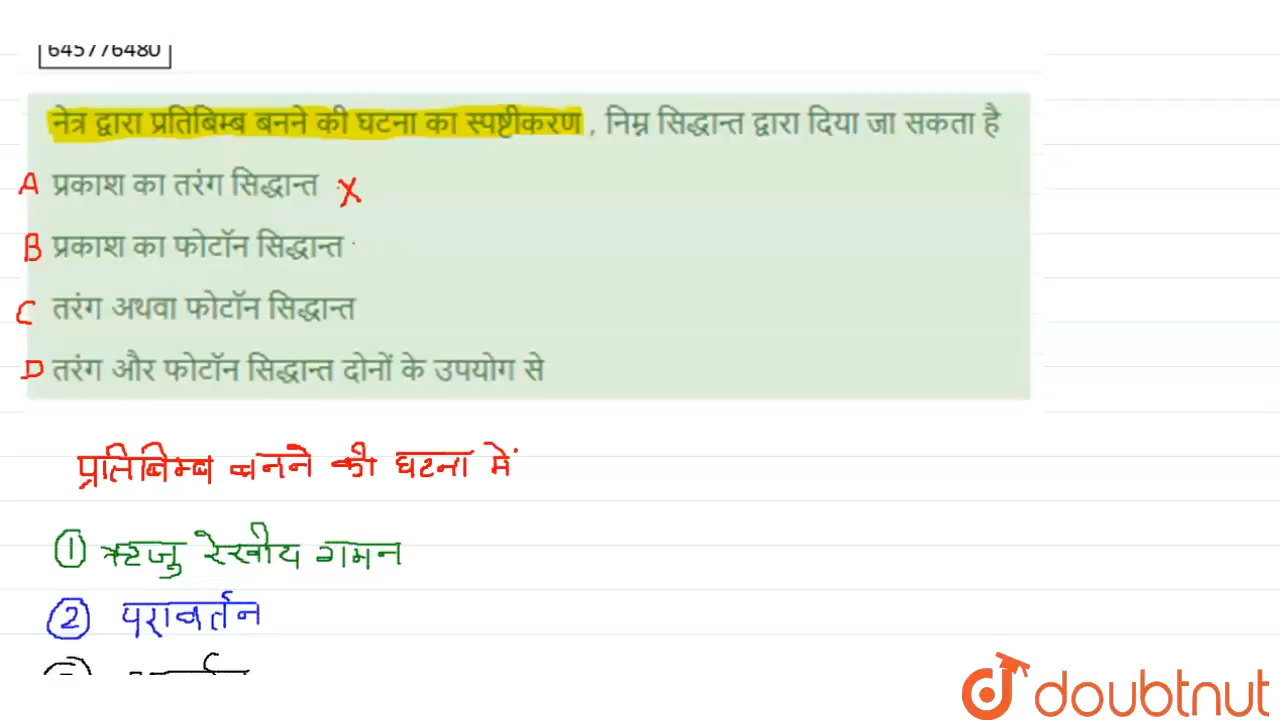 645776480
नेत्र द्वारा प्रतिबिम्ब बनने की घटना का स्पष्टीकरण , निम्न सिद्धान्त द्वारा दिया जा सकता है
A प्रकाश का तरंग सिद्धान्त X
B प्रकाश का फोटॉन सिद्धान्त
C तरंग अथवा फोटॉन सिद्धान्त
D तरंग और फोटॉन सिद्धान्त दोनों के उपयोग से
प्रतिबिम्ब बनने की घटना में
① ऋजु रेखीय गमन
② परावर्तन
doubtnut